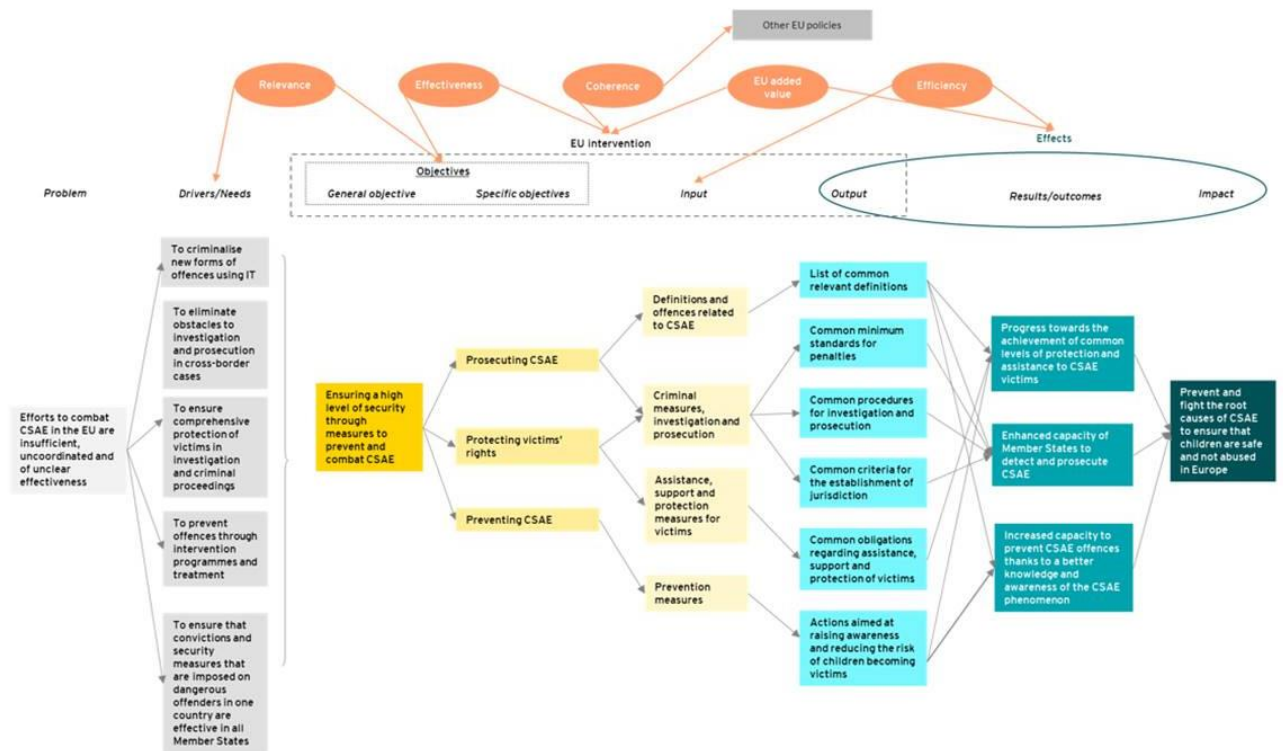 Other EU policies
Relevance
Effectiveness
Coherence
EU added
value
Efficiency
EU intervention
Effects
Objectives
Problem
Drivers/Needs
General objective
Specific objectives
Input
Output
Results/outcomes
Impact
Efforts to combat
CSAE in the EU are
insufficient,
uncoordinated and
of unclear
effectiveness
To criminalise
new forms of
offences using IT
To eliminate
obstacles to
investigation
and prosecution
in cross-border
cases
To ensure
comprehensive
protection of
victims in
investigation
and criminal
proceedings
To prevent
offences through
intervention
programmes and
treatment
To ensure that
convictions and
security
measures that
are imposed on
dangerous
offenders in one
country are
effective in all
Member States
Ensuring a high
level of security
through
measures to
prevent and
combat CSAE
Prosecuting CSAE
Protecting victims'
rights
Preventing CSAE
Definitions and
offences related
to CSAE
Criminal
measures,
investigation and
prosecution
Assistance,
support and
protection
measures for
victims
Prevention
measures
List of common
relevant definitions
Common minimum
standards for
penalties
Common procedures
for investigation and
prosecution
Common criteria for
the establishment of
jurisdiction
Common obligations
regarding assistance,
support and
protection of victims
Actions aimed at
raising awareness
and reducing the risk
of children becoming
victims
Progress towards the
achievement of common
levels of protection and
assistance to CSAE
victims
Enhanced capacity of
Member States to
detect and prosecute
CSAE
Increased capacity to
prevent CSAE offences
thanks to a better
knowledge and
awareness of the CSAE
phenomenon
Prevent and
fight the root
causes of CSAE
to ensure that
children are safe
and not abused
in Europe